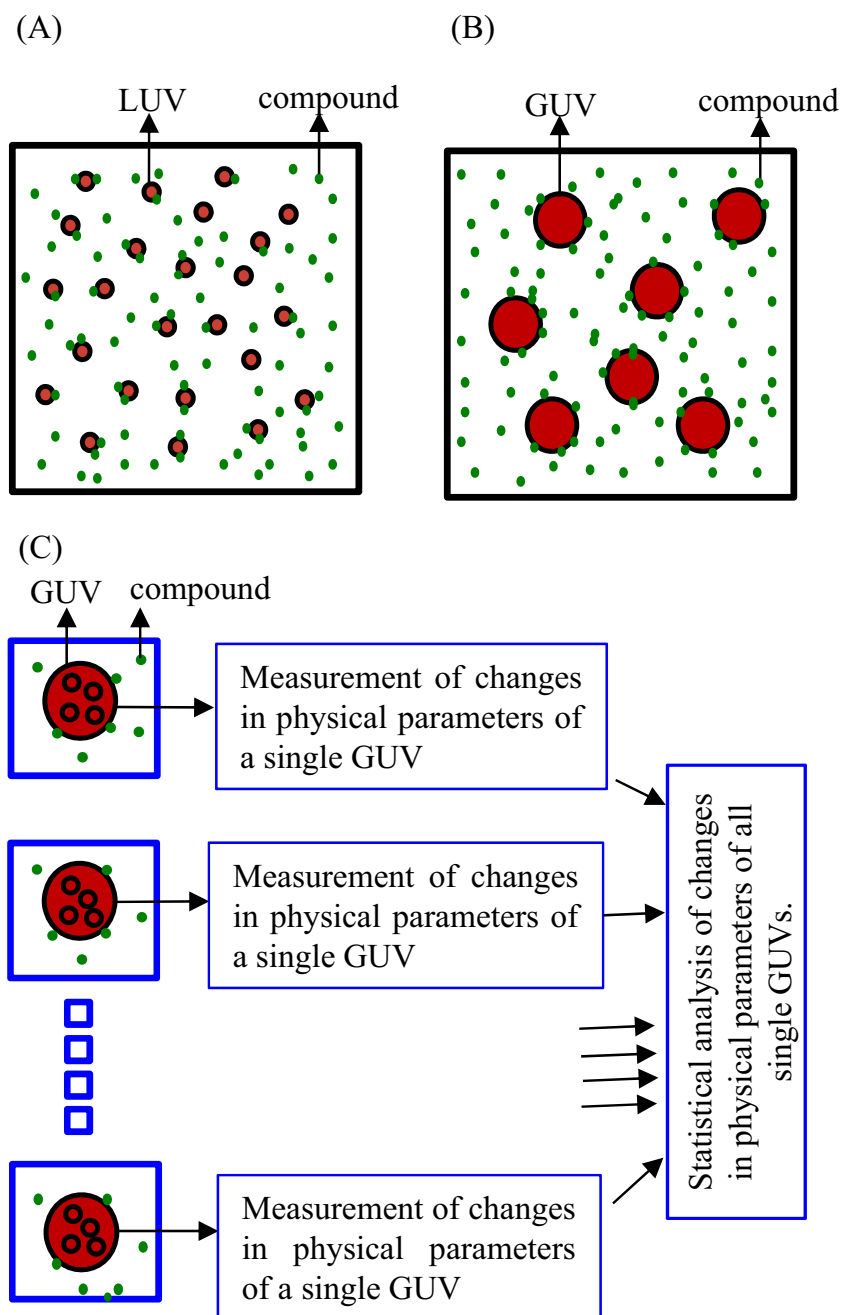 (A)
(B)
LUV
compound
GUV
compound
(C)
GUV
compound
Measurement of changes
in physical parameters of
a single GUV
Measurement of changes
in physical parameters of
a single GUV
Statistical analysis of changes
in physical parameters of all
single GUVs.
Measurement of changes
in physical parameters
of a single GUV